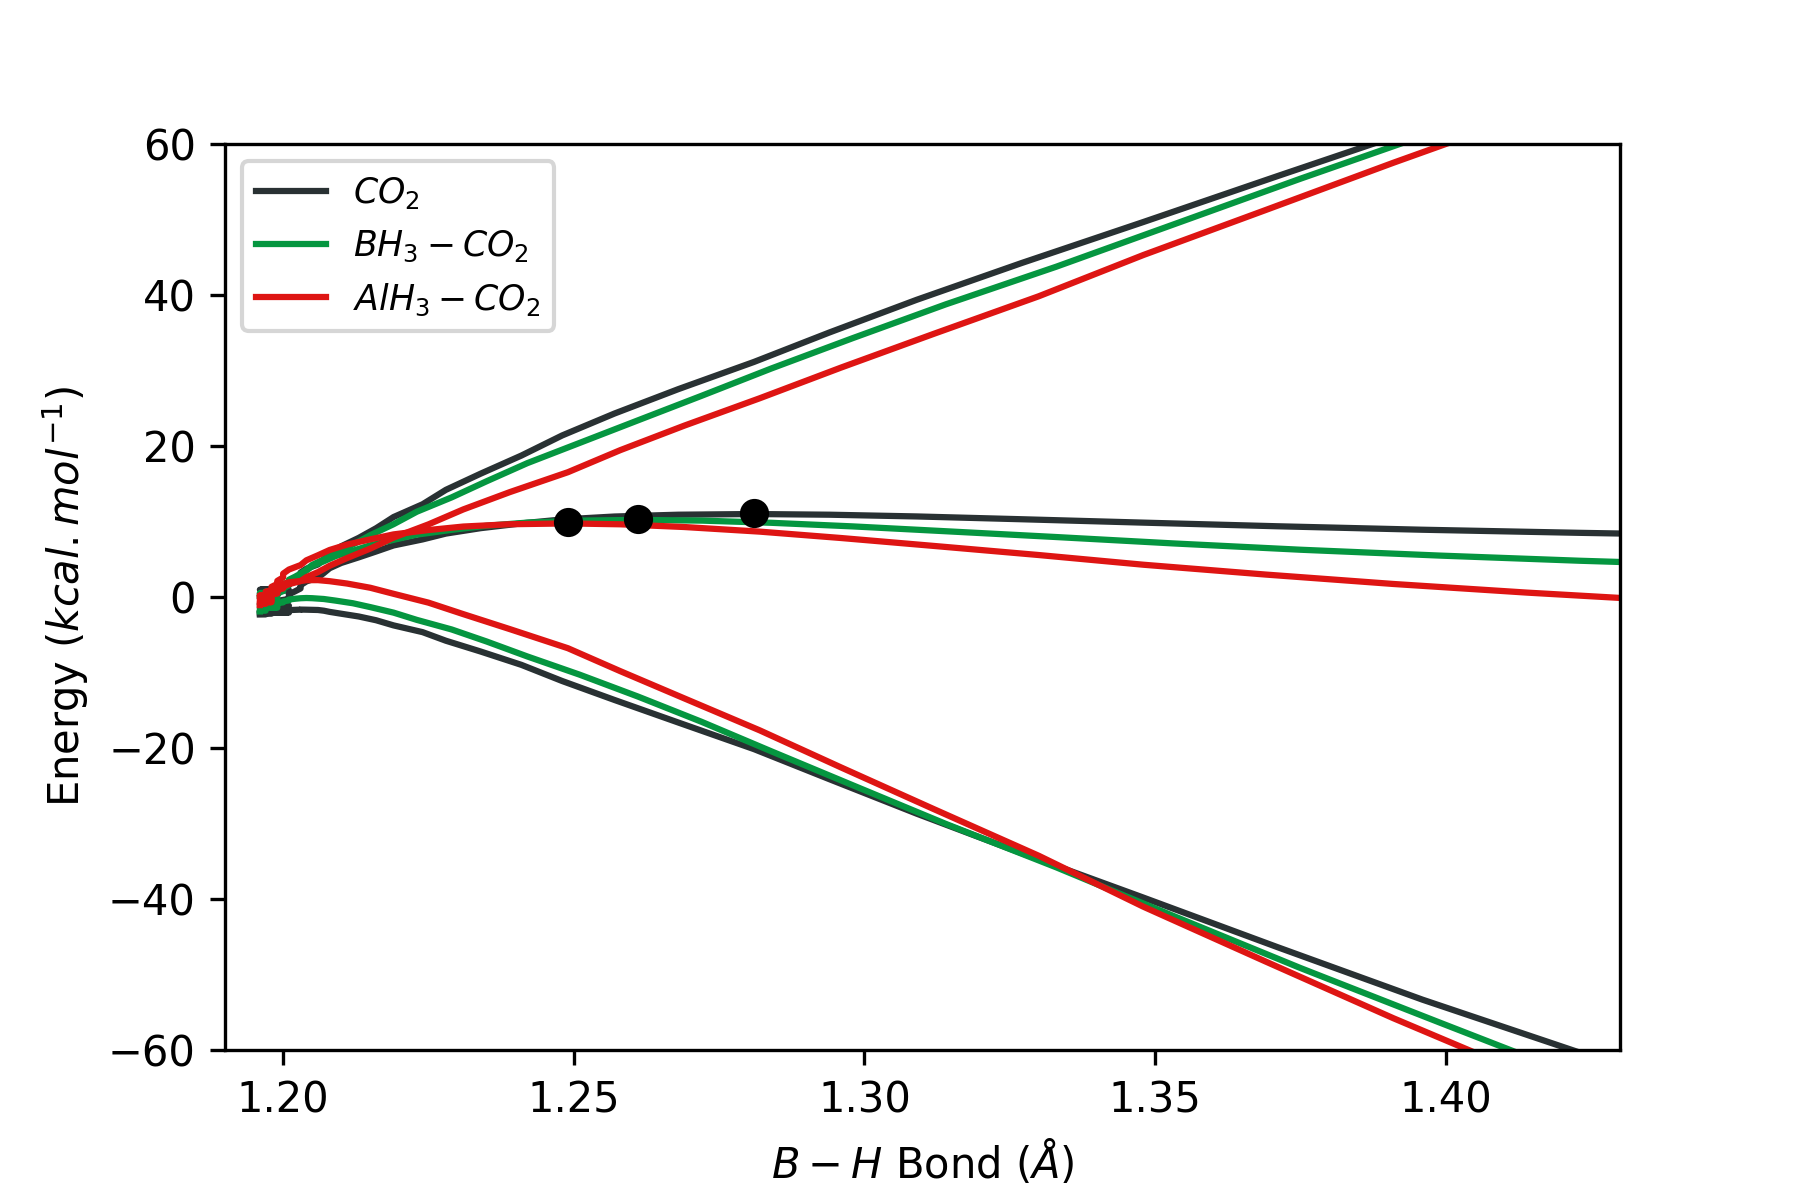 60
40
20
0
−20
−40
−60
Energy (kcal.mol⁻¹)
CO₂
BH₃ − CO₂
AlH₃ − CO₂
1.20 1.25 1.30 1.35 1.40
B − H Bond (Å)